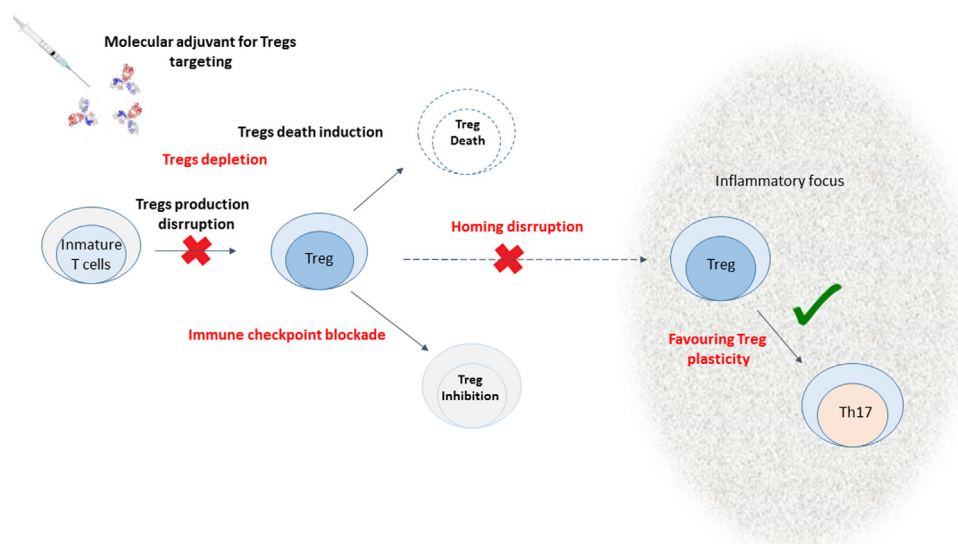 Molecular adjuvant for Tregs
targeting
Tregs death induction
Treg
Death
Tregs depletion
Inflammatory focus
Tregs production
disrruption
Homing disrruption
Inmature
T cells
Treg
Treg
Immune checkpoint blockade
Favouring Treg
plasticity
Treg
Inhibition
Th17